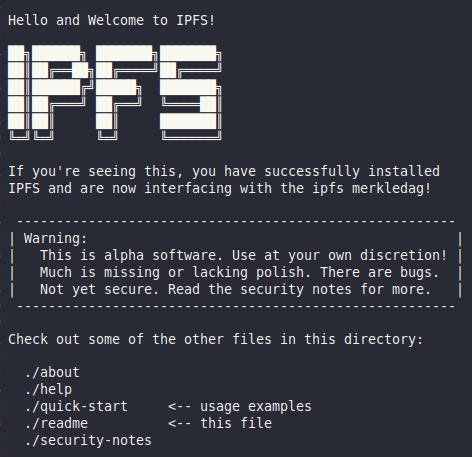 Hello and Welcome to IPFS!
IPFS
If you're seeing this, you have successfully installed
IPFS and are now interfacing with the ipfs merkledag!
-------------------------------------------------------
| Warning:                                              |
|   This is alpha software. Use at your own discretion! |
|   Much is missing or lacking polish. There are bugs.  |
|   Not yet secure. Read the security notes for more.   |
-------------------------------------------------------
Check out some of the other files in this directory:
./about
./help
./quick-start     <-- usage examples
./readme          <-- this file
./security-notes